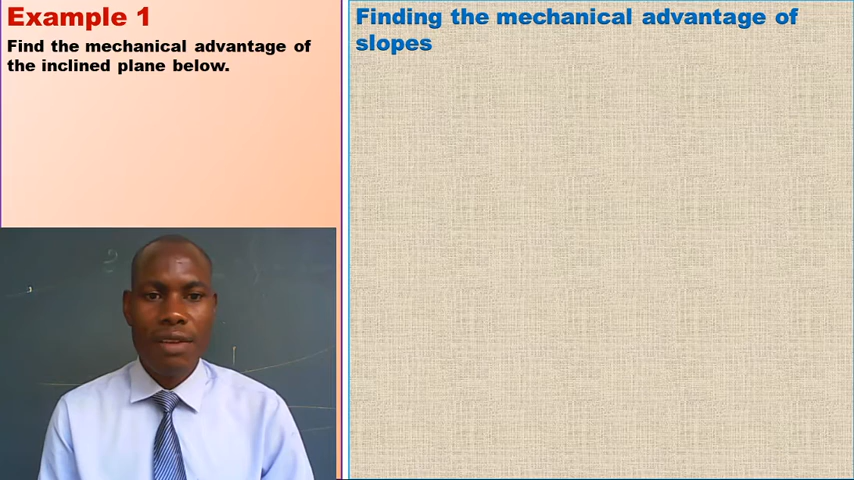 Example 1
Find the mechanical advantage of
the inclined plane below.
Finding the mechanical advantage of
slopes